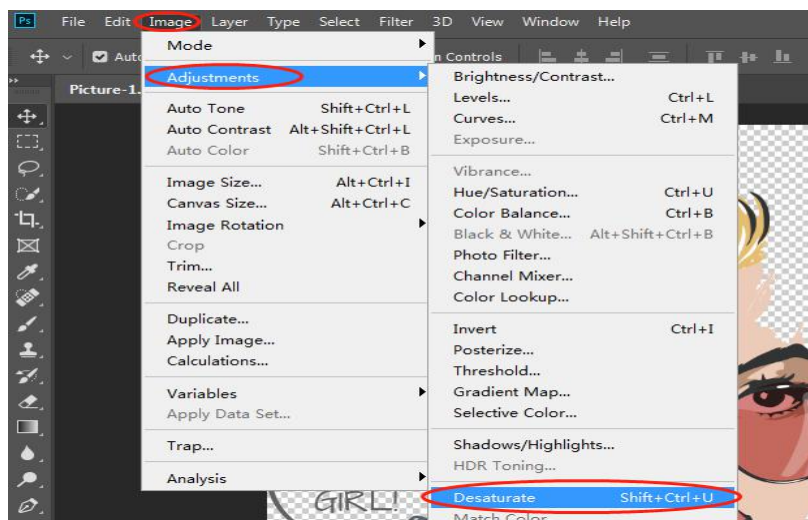 Ps File Edit Image Layer Type Select Filter 3D View Window Help
Auto
n Controls
Picture-1.
Mode
Adjustments
Auto Tone Shift+Ctrl+L
Auto Contrast Alt+Shift+Ctrl+L
Auto Color Shift+Ctrl+B
Image Size... Alt+Ctrl+I
Canvas Size... Alt+Ctrl+C
Image Rotation
Crop
Trim...
Reveal All
Duplicate...
Apply Image...
Calculations...
Variables
Apply Data Set...
Trap...
Analysis
Brightness/Contrast...
Levels... Ctrl+L
Curves... Ctrl+M
Exposure...
Vibrance...
Hue/Saturation... Ctrl+U
Color Balance... Ctrl+B
Black & White... Alt+Shift+Ctrl+B
Photo Filter...
Channel Mixer...
Color Lookup...
Invert Ctrl+I
Posterize...
Threshold...
Gradient Map...
Selective Color...
Shadows/Highlights...
HDR Toning...
Desaturate Shift+Ctrl+U
Match Color...
GIRL!